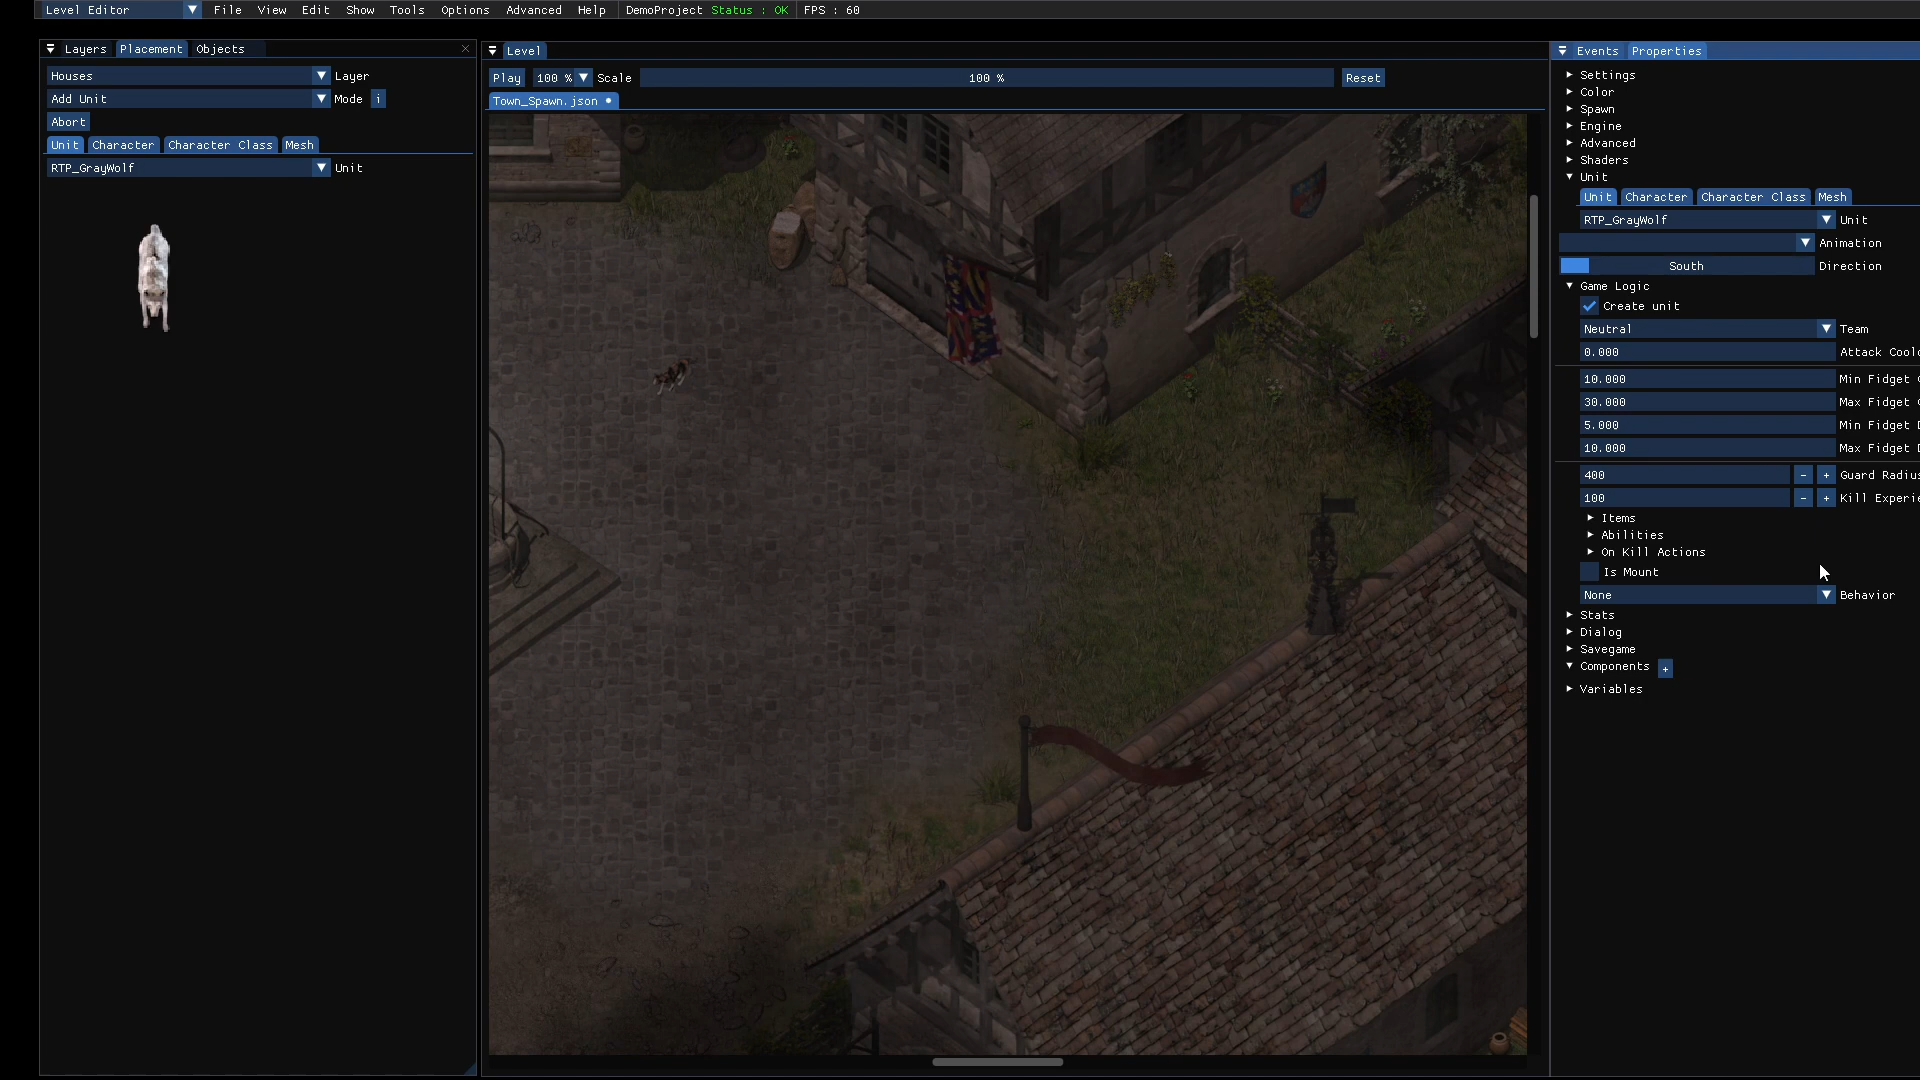 Level Editor File View Edit Show Tools Options Advanced Help DemoProject Status : OK FPS : 60
Layers Placement Objects
Houses Layer
Add Unit Mode i
Abort
Unit Character Character Class Mesh
RTP_GrayWolf Unit
Level
Play 100 % Scale 100 % Reset
Town_Spawn.json
Events Properties
Settings
Color
Spawn
Engine
Advanced
Shaders
Unit
Unit Character Character Class Mesh
RTP_GrayWolf Unit
Animation
South Direction
Game Logic
Create unit
Neutral Team
0.000 Attack
10.000 Min Fidget
30.000 Max Fidget
5.000 Min Fidget
10.000 Max Fidget
400 - + Guard
100 - + Kill
Items
Abilities
On Kill Actions
Is Mount
None Behavior
Stats
Dialog
Savegame
Components +
Variables